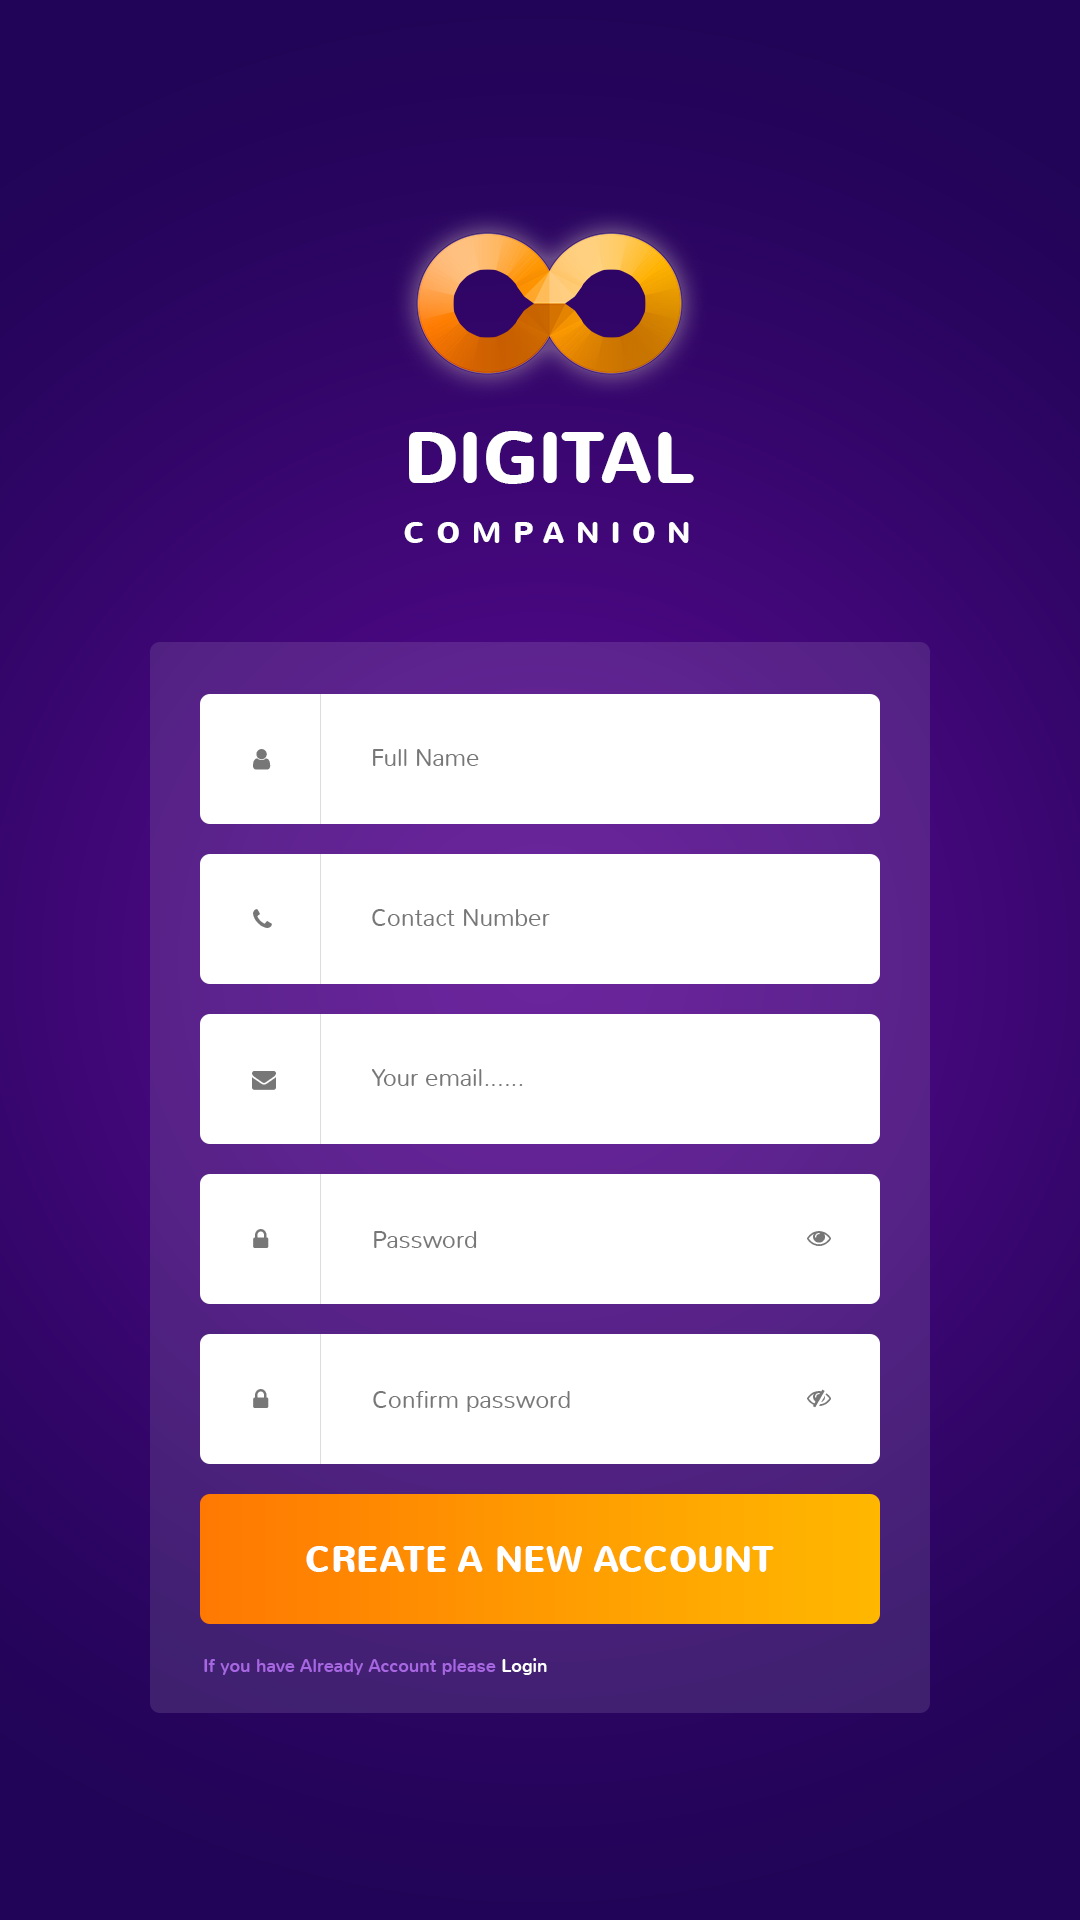 DIGITAL
COMPANION
Full Name
Contact Number
Your email......
Password
Confirm password
CREATE A NEW ACCOUNT
If you have Already Account please Login